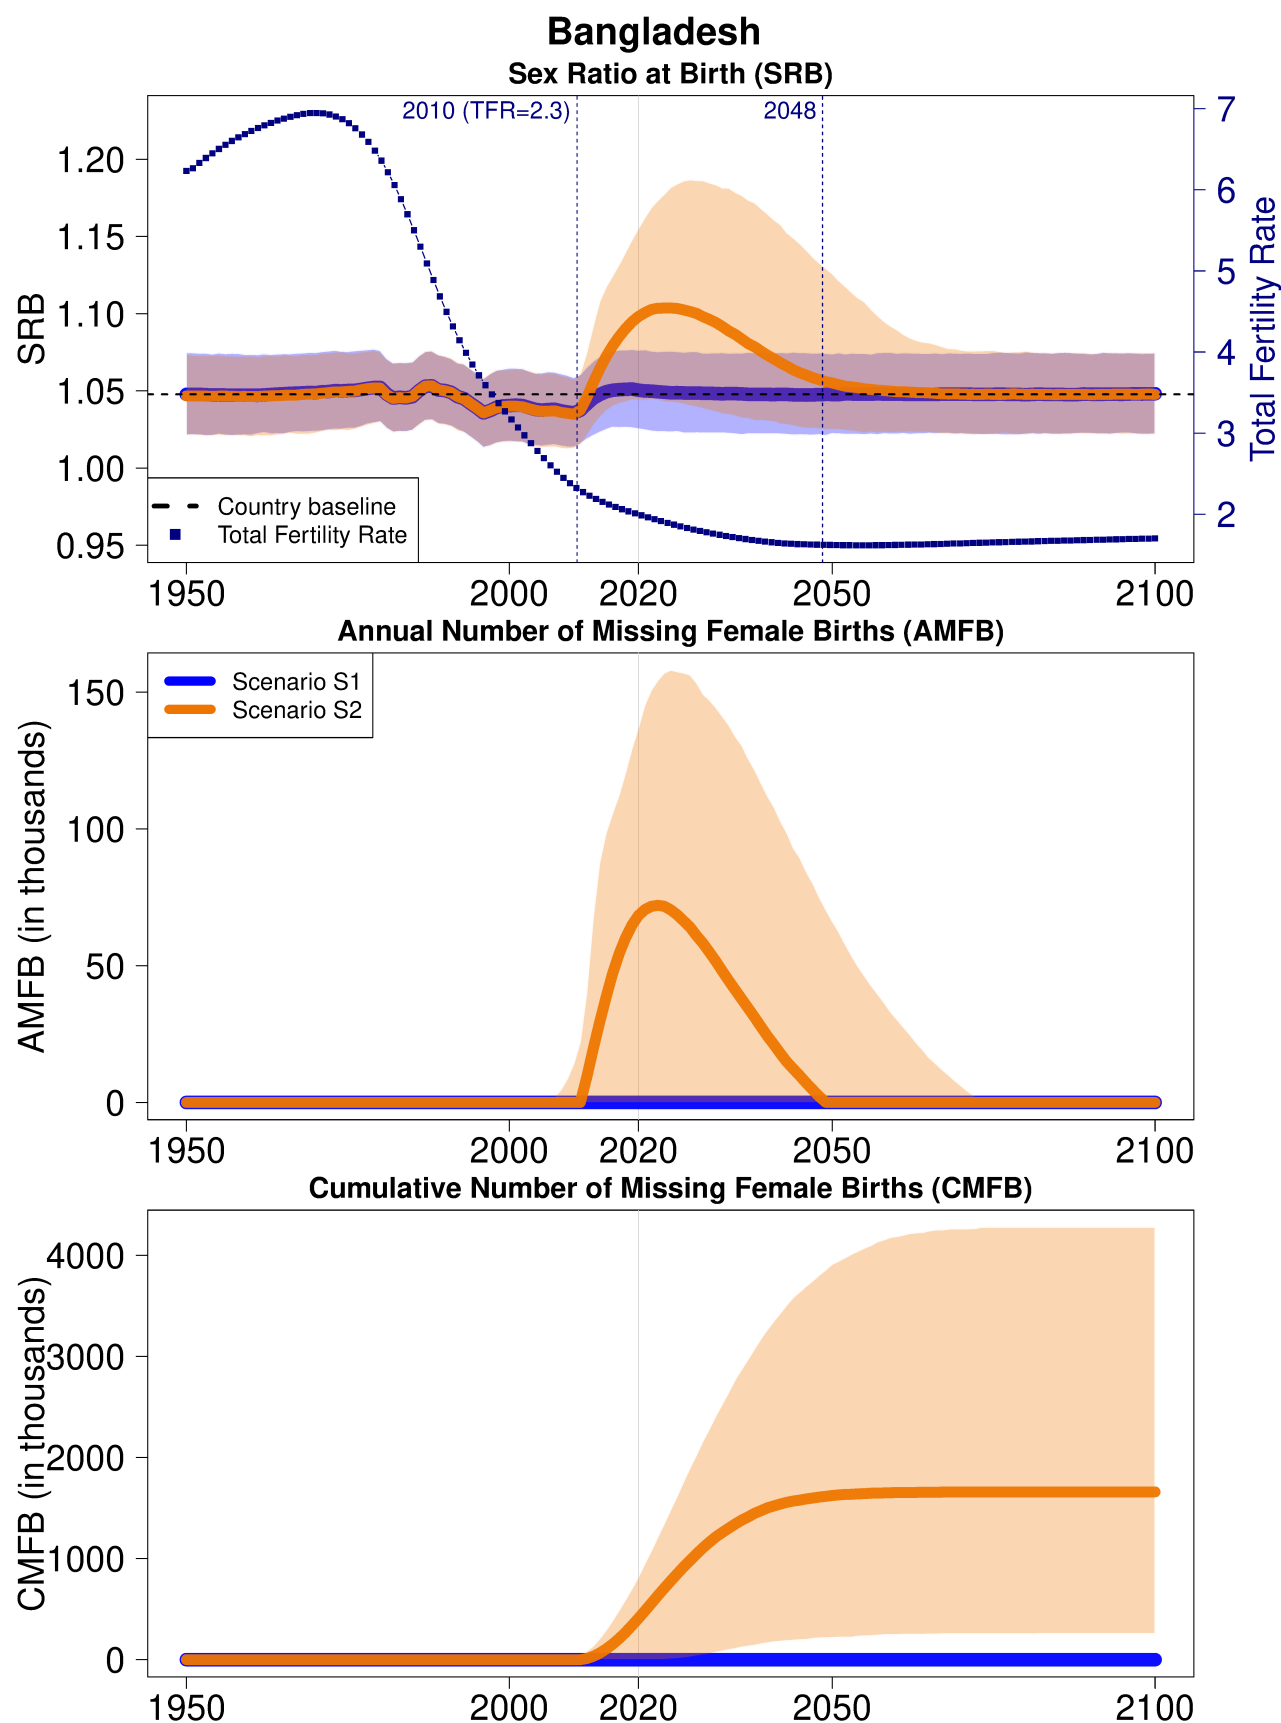 Bangladesh
Sex Ratio at Birth (SRB)
2010 (TFR=2.3)
2048
SRB
1.20
1.15
1.10
1.05
1.00
0.95
7
6
5
4
3
2
Total Fertility Rate
Country baseline
Total Fertility Rate
1950 2000 2020 2050 2100
Annual Number of Missing Female Births (AMFB)
AMFB (in thousands)
150
100
50
0
Scenario S1
Scenario S2
1950 2000 2020 2050 2100
Cumulative Number of Missing Female Births (CMFB)
CMFB (in thousands)
4000
3000
2000
1000
0
1950 2000 2020 2050 2100